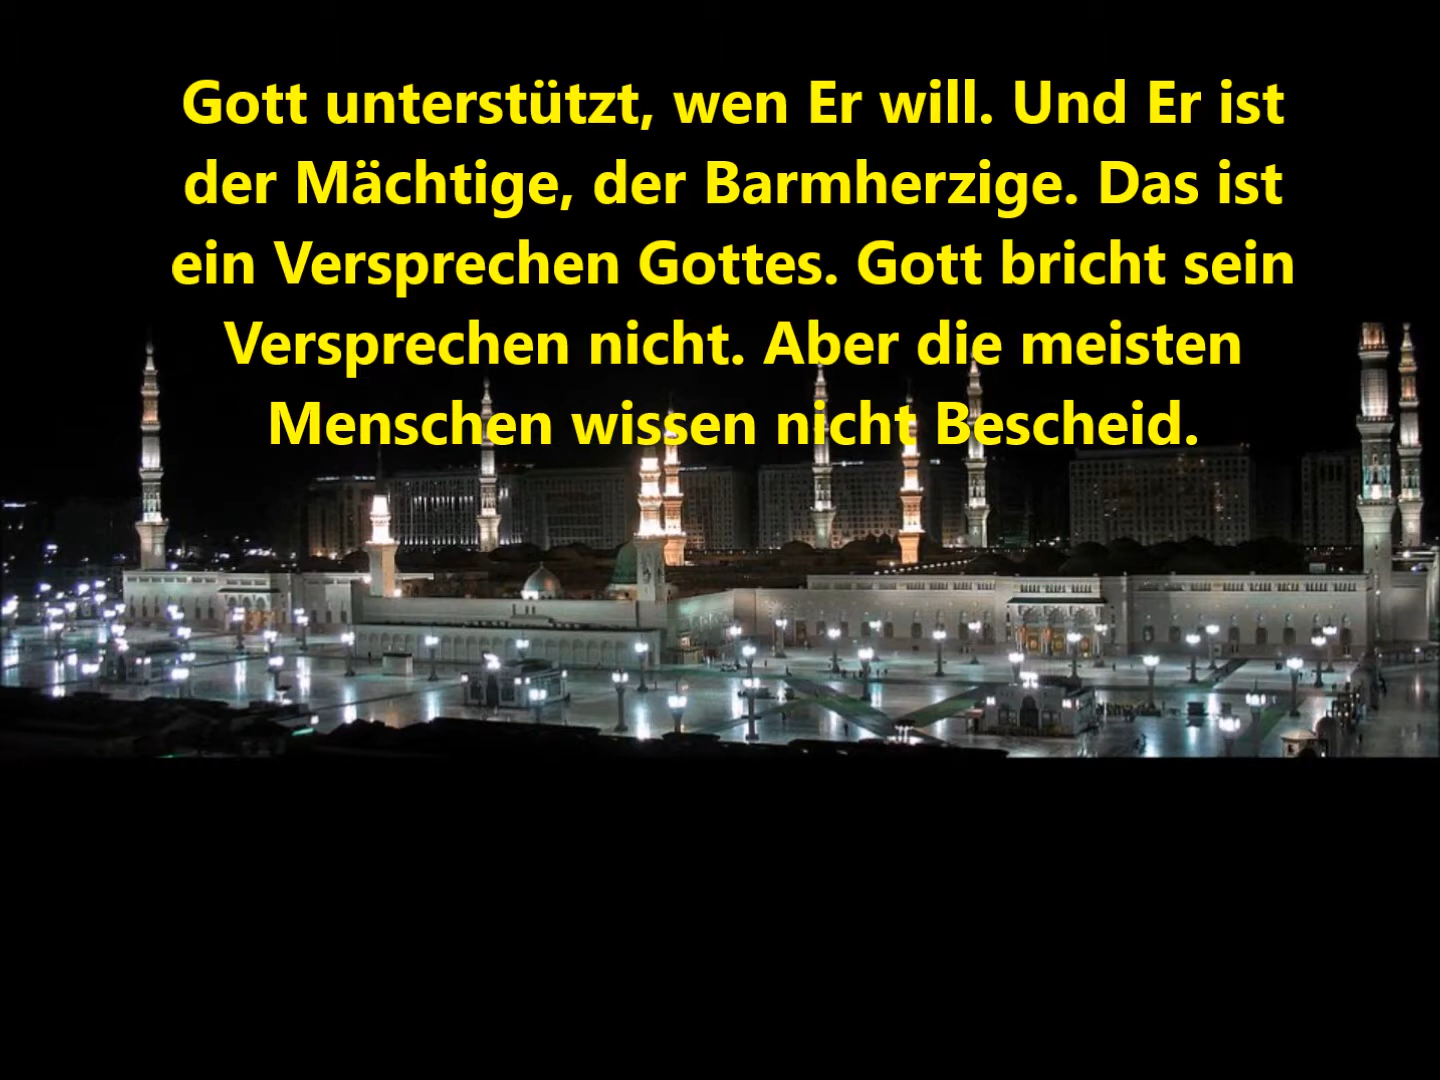 Gott unterstützt, wen Er will. Und Er ist
der Mächtige, der Barmherzige. Das ist
ein Versprechen Gottes. Gott bricht sein
Versprechen nicht. Aber die meisten
Menschen wissen nicht Bescheid.